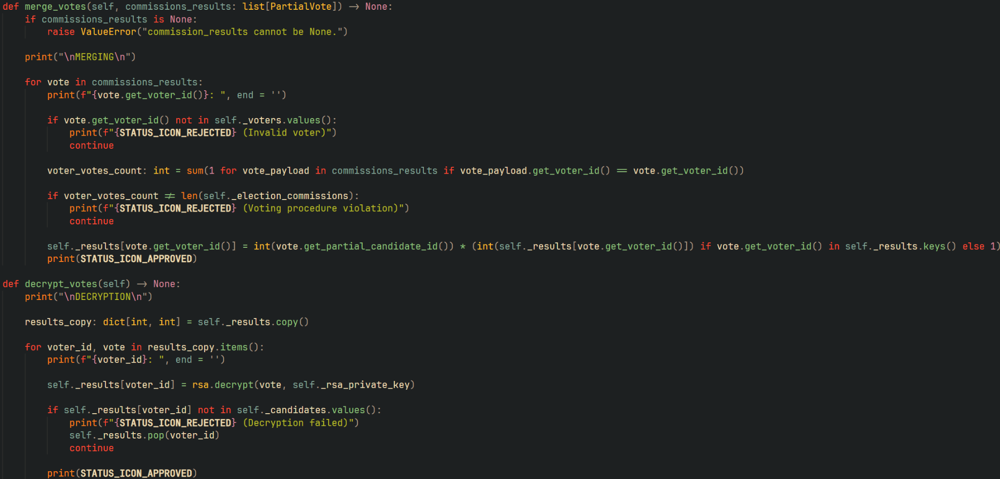 def merge_votes(self, commissions_results: list[PartialVote]) -> None:
    if commissions_results is None:
        raise ValueError("commission_results cannot be None.")

    print("\nMERGING\n")

    for vote in commissions_results:
        print(f"{vote.get_voter_id()}: ", end = '')

        if vote.get_voter_id() not in self._voters.values():
            print(f"{STATUS_ICON_REJECTED} (Invalid voter)")
            continue

        voter_votes_count: int = sum(1 for vote_payload in commissions_results if vote_payload.get_voter_id() == vote.get_voter_id())

        if voter_votes_count != len(self._election_commissions):
            print(f"{STATUS_ICON_REJECTED} (Voting procedure violation)")
            continue

        self._results[vote.get_voter_id()] = int(vote.get_partial_candidate_id()) * (int(self._results[vote.get_voter_id()]) if vote.get_voter_id() in self._results.keys() else 1)
        print(STATUS_ICON_APPROVED)

def decrypt_votes(self) -> None:
    print("\nDECRYPTION\n")

    results_copy: dict[int, int] = self._results.copy()

    for voter_id, vote in results_copy.items():
        print(f"{voter_id}: ", end = '')

        self._results[voter_id] = rsa.decrypt(vote, self._rsa_private_key)

        if self._results[voter_id] not in self._candidates.values():
            print(f"{STATUS_ICON_REJECTED} (Decryption failed)")
            self._results.pop(voter_id)
            continue

        print(STATUS_ICON_APPROVED)